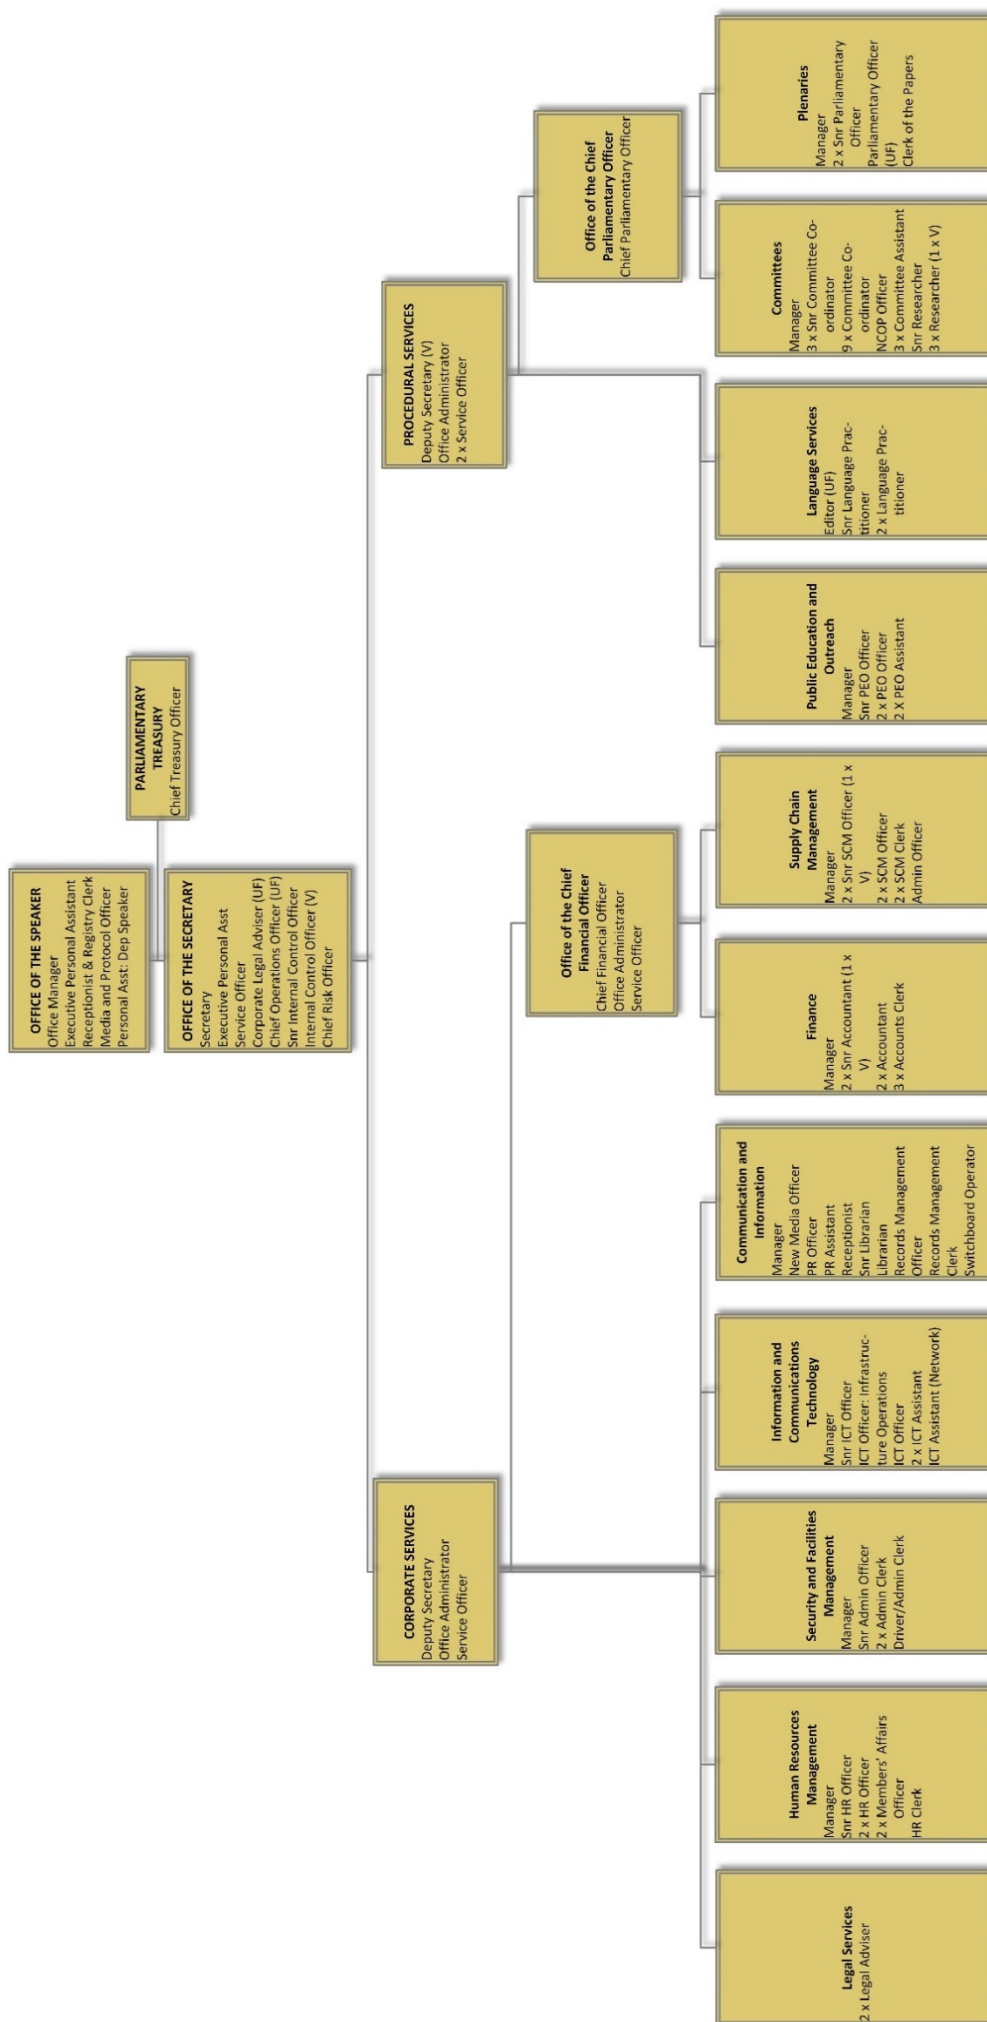 OFFICE OF THE SPEAKER
Office Manager
Executive Personal Assistant
Receptionist & Registry Clerk
Media and Protocol Officer
Personal Asst: Dep Speaker
PARLIAMENTARY
TREASURY
Chief Treasury Officer
OFFICE OF THE SECRETARY
Secretary
Executive Personal Asst
Service Officer
Corporate Legal Adviser (UF)
Chief Operations Officer (UF)
Snr Internal Control Officer
Internal Control Officer (V)
Chief Risk Officer
CORPORATE SERVICES
Deputy Secretary
Office Administrator
Service Officer
PROCEDURAL SERVICES
Deputy Secretary (V)
Office Administrator
2 x Service Officer
Office of the Chief
Financial Officer
Chief Financial Officer
Office Administrator
Service Officer
Office of the Chief
Parliamentary Officer
Chief Parliamentary Officer
Legal Services
2 x Legal Adviser
Human Resources
Management
Manager
Snr HR Officer
2 x HR Officer
2 x Members' Affairs
Officer
HR Clerk
Security and Facilities
Management
Manager
Snr Admin Officer
2 x Admin Clerk
Driver/Admin Clerk
Information and
Communications
Technology
Manager
Snr ICT Officer
ICT Officer: Infrastruc-
ture Operations
ICT Officer
2 x ICT Assistant
ICT Assistant (Network)
Communication and
Information
Manager
New Media Officer
PR Officer
PR Assistant
Receptionist
Snr Librarian
Librarian
Records Management
Officer
Records Management
Clerk
Switchboard Operator
Finance
Manager
2 x Snr Accountant (1 x
V)
2 x Accountant
3 x Accounts Clerk
Supply Chain
Management
Manager
2 x Snr SCM Officer (1 x
V)
2 x SCM Officer
2 x SCM Clerk
Admin Officer
Public Education and
Outreach
Manager
Snr PEO Officer
2 x PEO Officer
2 X PEO Assistant
Language Services
Editor (UF)
Snr Language Prac-
titioner
2 x Language Prac-
titioner
Committees
Manager
3 x Snr Committee Co-
ordinator
9 x Committee Co-
ordinator
NCOP Officer
3 x Committee Assistant
Snr Researcher
3 x Researcher (1 x V)
Plenaries
Manager
2 x Snr Parliamentary
Officer
Parliamentary Officer
(UF)
Clerk of the Papers